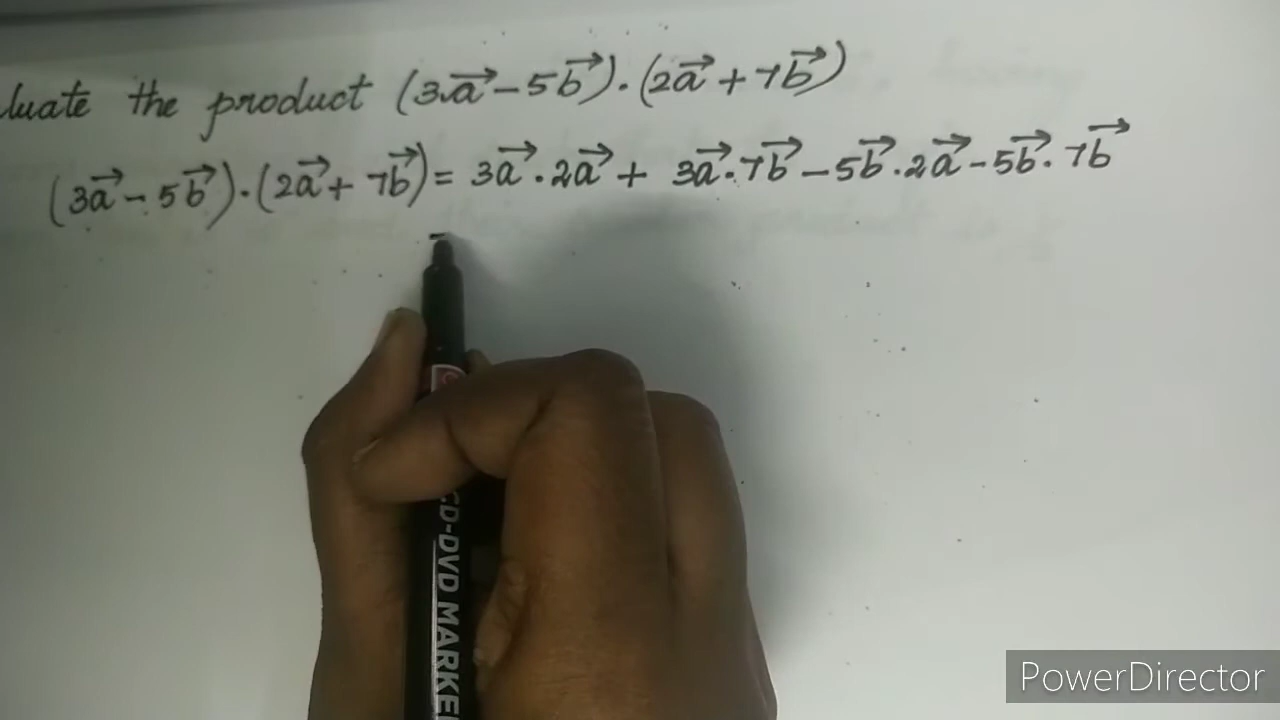 luate the product (3a⃗ - 5b⃗) . (2a⃗ + 7b⃗)
(3a⃗ - 5b⃗) . (2a⃗ + 7b⃗) = 3a⃗ . 2a⃗ + 3a⃗ . 7b⃗ - 5b⃗ . 2a⃗ - 5b⃗ . 7b⃗
CD-DVD MARKE
PowerDirector